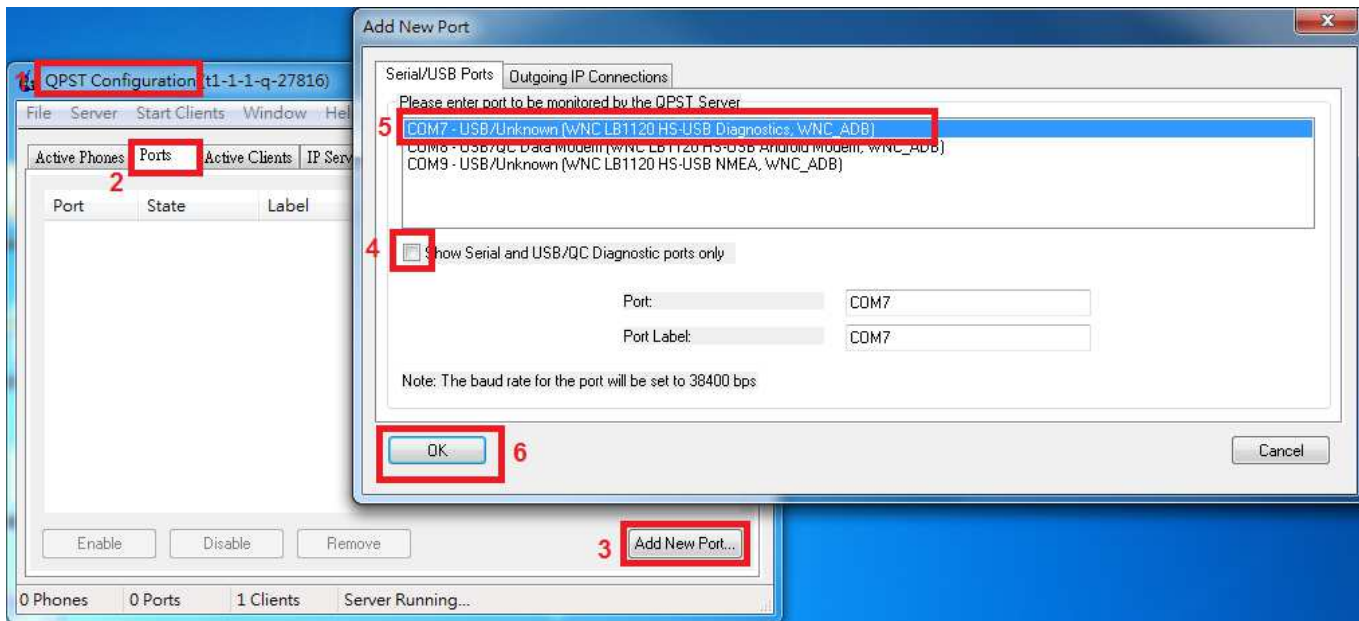 Add New Port
Serial/USB Ports Outgoing IP Connections
Please enter port to be monitored by the QPST Server
5 COM7 - USB/Unknown (WNC LB1120 HS-USB Diagnostics, WNC_ADB)
COM8 - USB/QC Data Modem (WNC LB1120 HS-USB Android Modem, WNC_ADB)
COM9 - USB/Unknown (WNC LB1120 HS-USB NMEA, WNC_ADB)
4 Show Serial and USB/QC Diagnostic ports only
Port: COM7
Port Label: COM7
Note: The baud rate for the port will be set to 38400 bps
OK 6 Cancel
1 QPST Configuration (t1-1-1-q-27816)
File Server Start Clients Window Hel
Active Phones Ports Active Clients IP Serv
2
Port State Label
Enable Disable Remove 3 Add New Port...
0 Phones 0 Ports 1 Clients Server Running...